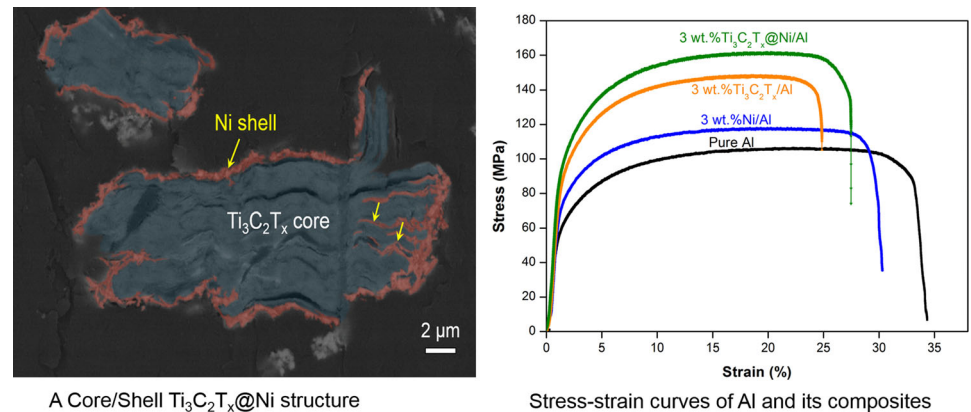 Ni shell
Ti₃C₂Tₓ core
2 μm
A Core/Shell Ti₃C₂Tₓ@Ni structure
180
160
140
120
100
80
60
40
20
0
Stress (MPa)
3 wt.%Ti₃C₂Tₓ@Ni/Al
3 wt.%Ti₃C₂Tₓ/Al
3 wt.%Ni/Al
Pure Al
0 5 10 15 20 25 30 35
Strain (%)
Stress-strain curves of Al and its composites